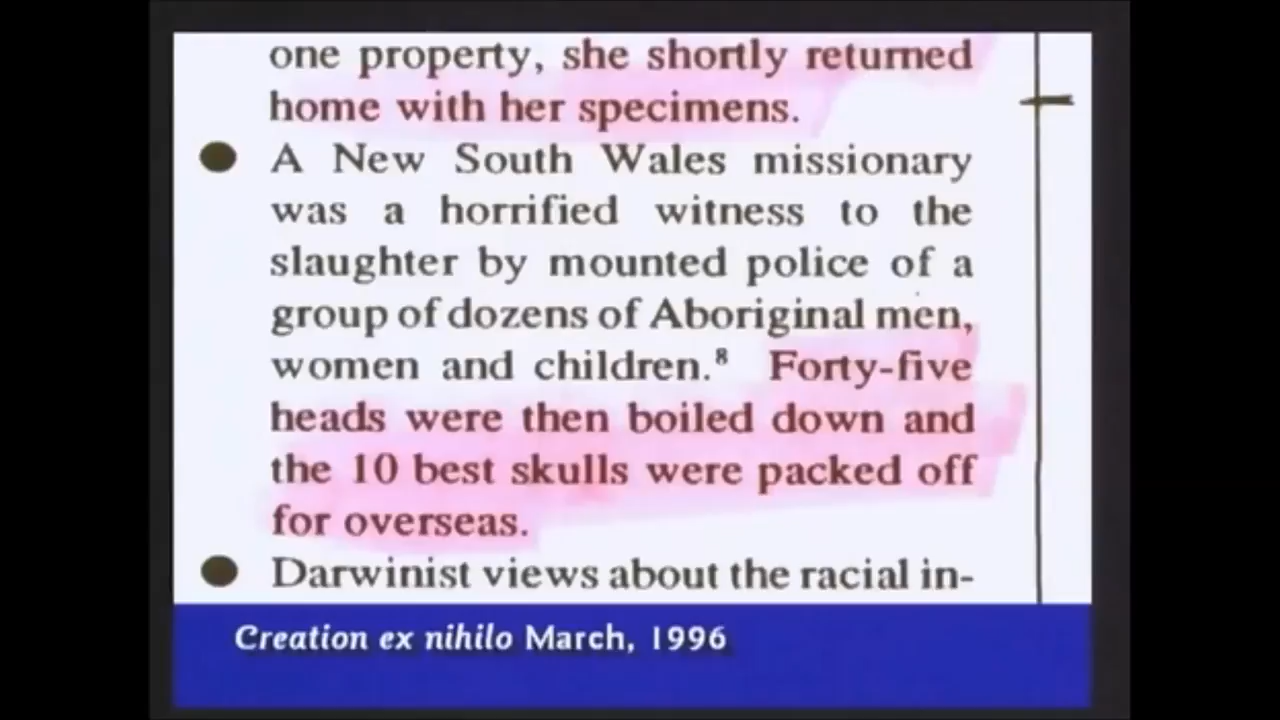 one property, she shortly returned
home with her specimens.
● A New South Wales missionary
was a horrified witness to the
slaughter by mounted police of a
group of dozens of Aboriginal men,
women and children.⁸ Forty-five
heads were then boiled down and
the 10 best skulls were packed off
for overseas.
● Darwinist views about the racial in-
Creation ex nihilo March, 1996